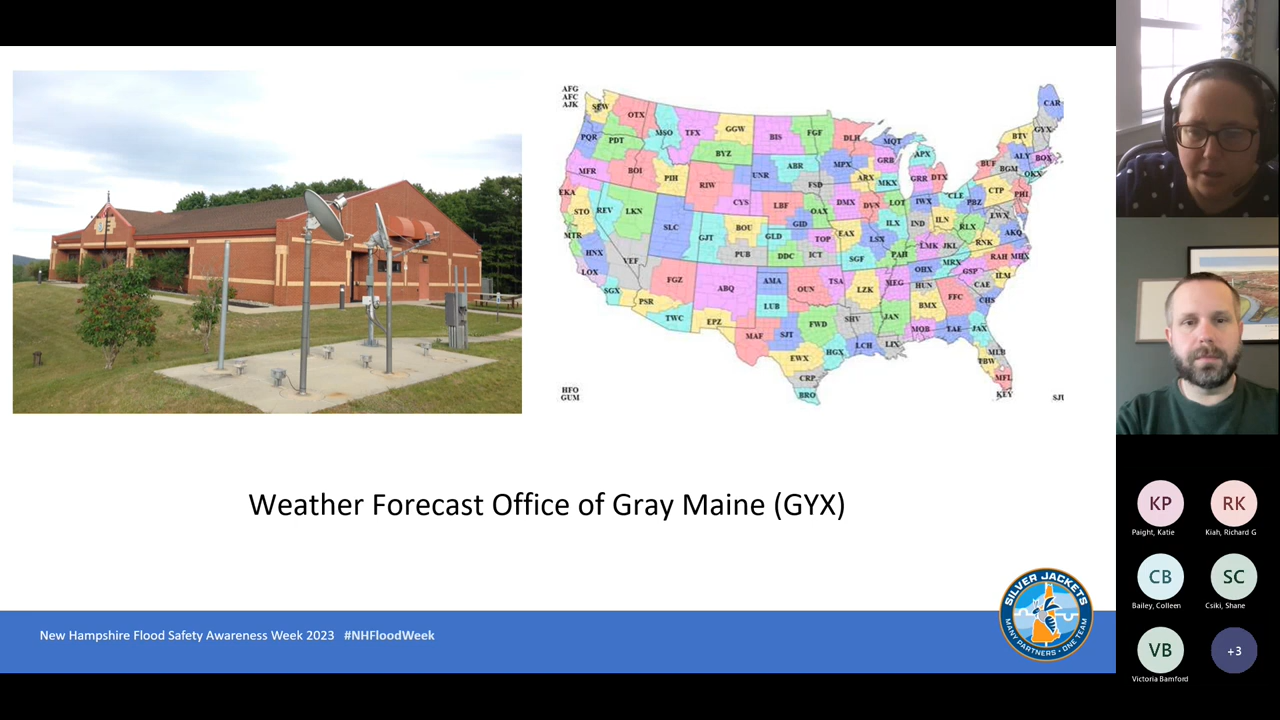 AFG
AFC
AJK
SEW
OTX
MSO
TFX
GGW
BIS
FGF
DLH
MQT
CAR
GYX
BTV
PQR
PDT
BYZ
ABR
MPX
GRB
APX
ALY
BOX
BUF
BGM
OKX
MFR
BOI
PIH
RIW
UNR
FSD
ARX
MKX
GRR
DTX
CLE
CTP
PHI
EKA
STO
REV
LKN
CYS
LBF
OAX
DMX
DVN
LOT
IWX
PBZ
LWX
AKQ
MTR
SLC
GJT
BOU
GLD
GID
TOP
EAX
LSX
ILX
IND
ILN
RLX
RNK
HNX
VEF
PUB
DDC
ICT
SGF
PAH
LMK
JKL
MRX
RAH
MHX
LOX
SGX
PSR
TWC
FGZ
ABQ
EPZ
AMA
LUB
OUN
TSA
LZK
MEG
OHX
HUN
GSP
CAE
ILM
CHS
BMX
FFC
MAF
SJT
FWD
SHV
JAN
MOB
TAE
JAX
EWX
HGX
LCH
LIX
MLB
TBW
MFL
KEY
CRP
BRO
HFO
GUM
SJU
Weather Forecast Office of Gray Maine (GYX)
SILVER JACKETS
MANY PARTNERS • ONE TEAM
New Hampshire Flood Safety Awareness Week 2023 #NHFloodWeek
KP
Paight, Katie
RK
Kiah, Richard G
CB
Bailey, Colleen
SC
Csiki, Shane
VB
Victoria Bamford
+3